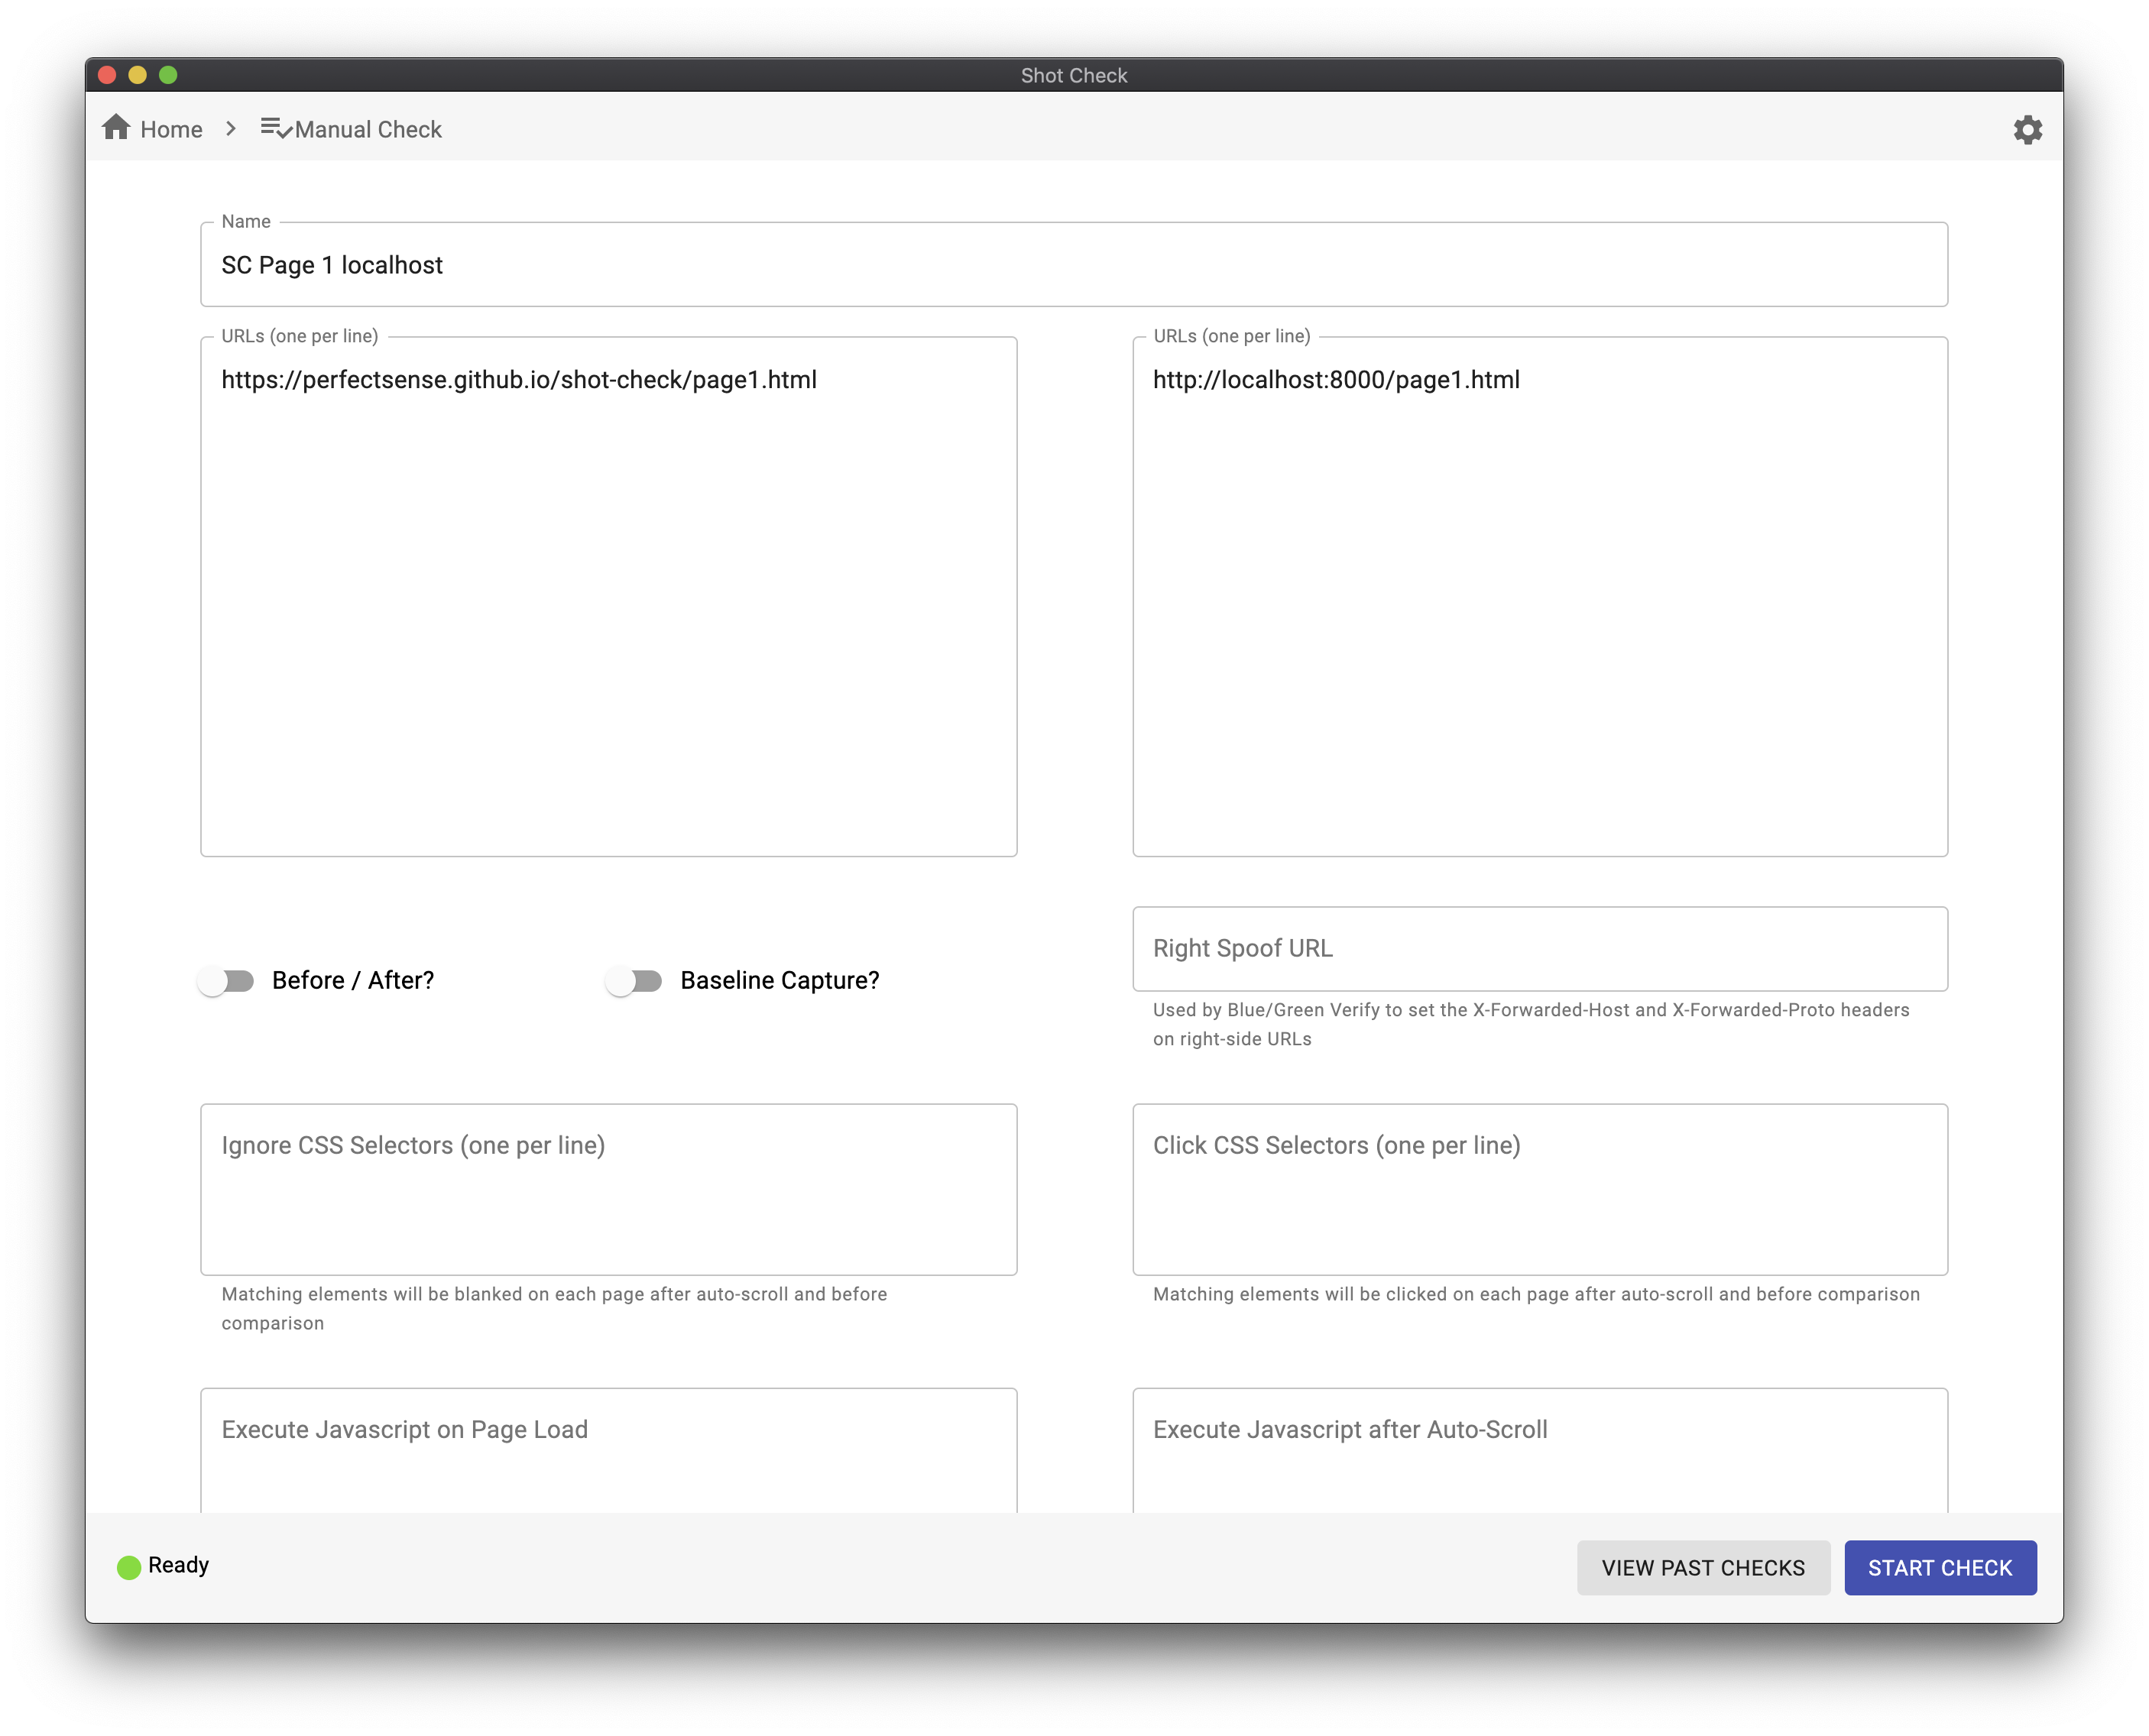 Shot Check
Home
Manual Check
Name
SC Page 1 localhost
URLs (one per line)
https://perfectsense.github.io/shot-check/page1.html
URLs (one per line)
http://localhost:8000/page1.html
Before / After?
Baseline Capture?
Right Spoof URL
Used by Blue/Green Verify to set the X-Forwarded-Host and X-Forwarded-Proto headers
on right-side URLs
Ignore CSS Selectors (one per line)
Matching elements will be blanked on each page after auto-scroll and before
comparison
Click CSS Selectors (one per line)
Matching elements will be clicked on each page after auto-scroll and before comparison
Execute Javascript on Page Load
Execute Javascript after Auto-Scroll
Ready
VIEW PAST CHECKS
START CHECK